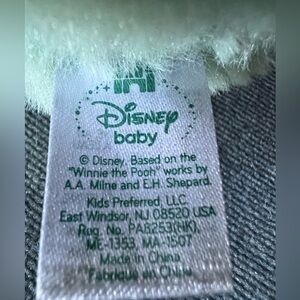 Disney
baby
© Disney. Based on the
"Winnie the Pooh" works by
A.A. Milne and E.H. Shepard.
Kids Preferred, LLC
East Windsor, NJ 08520 USA
Reg. No. PA8253(NK),
ME-1353, MA-1507
Made in China
Fabriqué en Chine